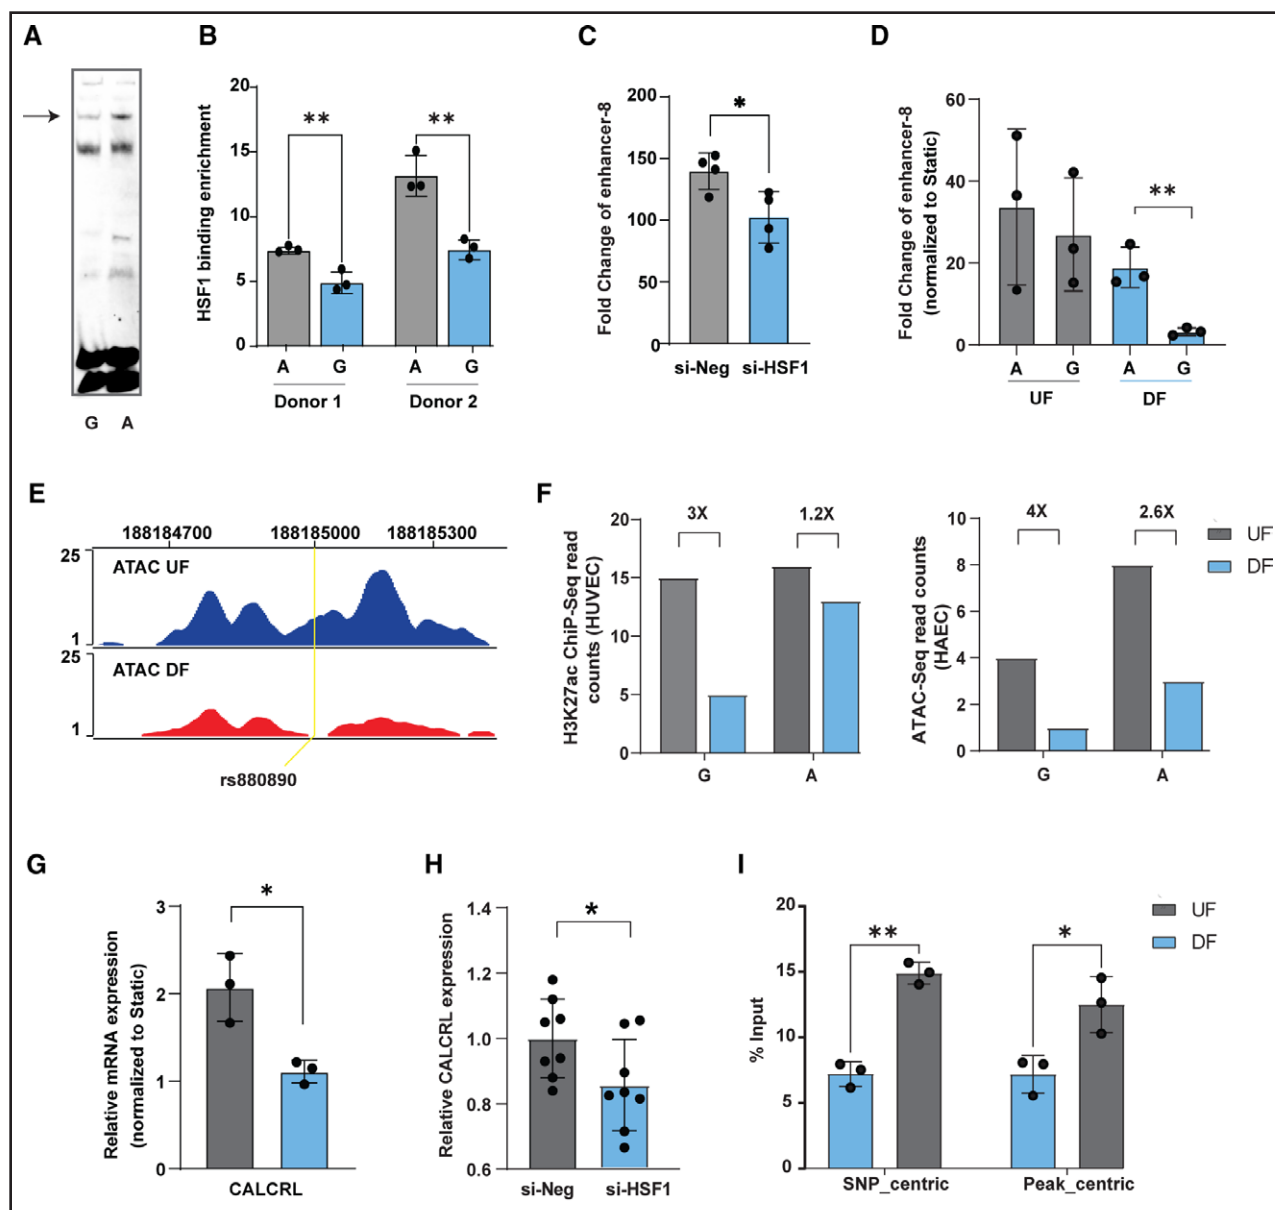 A
G A
B
HSF1 binding enrichment
20
15
10
5
0
** **
A G A G
Donor 1 Donor 2
C
Fold Change of enhancer-8
200
150
100
50
0
*
si-Neg si-HSF1
D
Fold Change of enhancer-8
(normalized to Static)
60
40
20
0
**
A G A G
UF DF
E
188184700 188185000 188185300
25
ATAC UF
1
25
ATAC DF
1
rs880890
F
H3K27ac ChiP-Seq read
counts (HUVEC)
20
15
10
5
0
3X 1.2X
G A
ATAC-Seq read counts
(HAEC)
10
8
6
4
2
0
4X 2.6X
G A
UF
DF
G
Relative mRNA expression
(normalized to Static)
3
2
1
0
*
CALCRL
H
Relative CALCRL expression
1.4
1.2
1.0
0.8
0.6
*
si-Neg si-HSF1
I
% Input
20
15
10
5
0
** *
SNP_centric Peak_centric
UF
DF